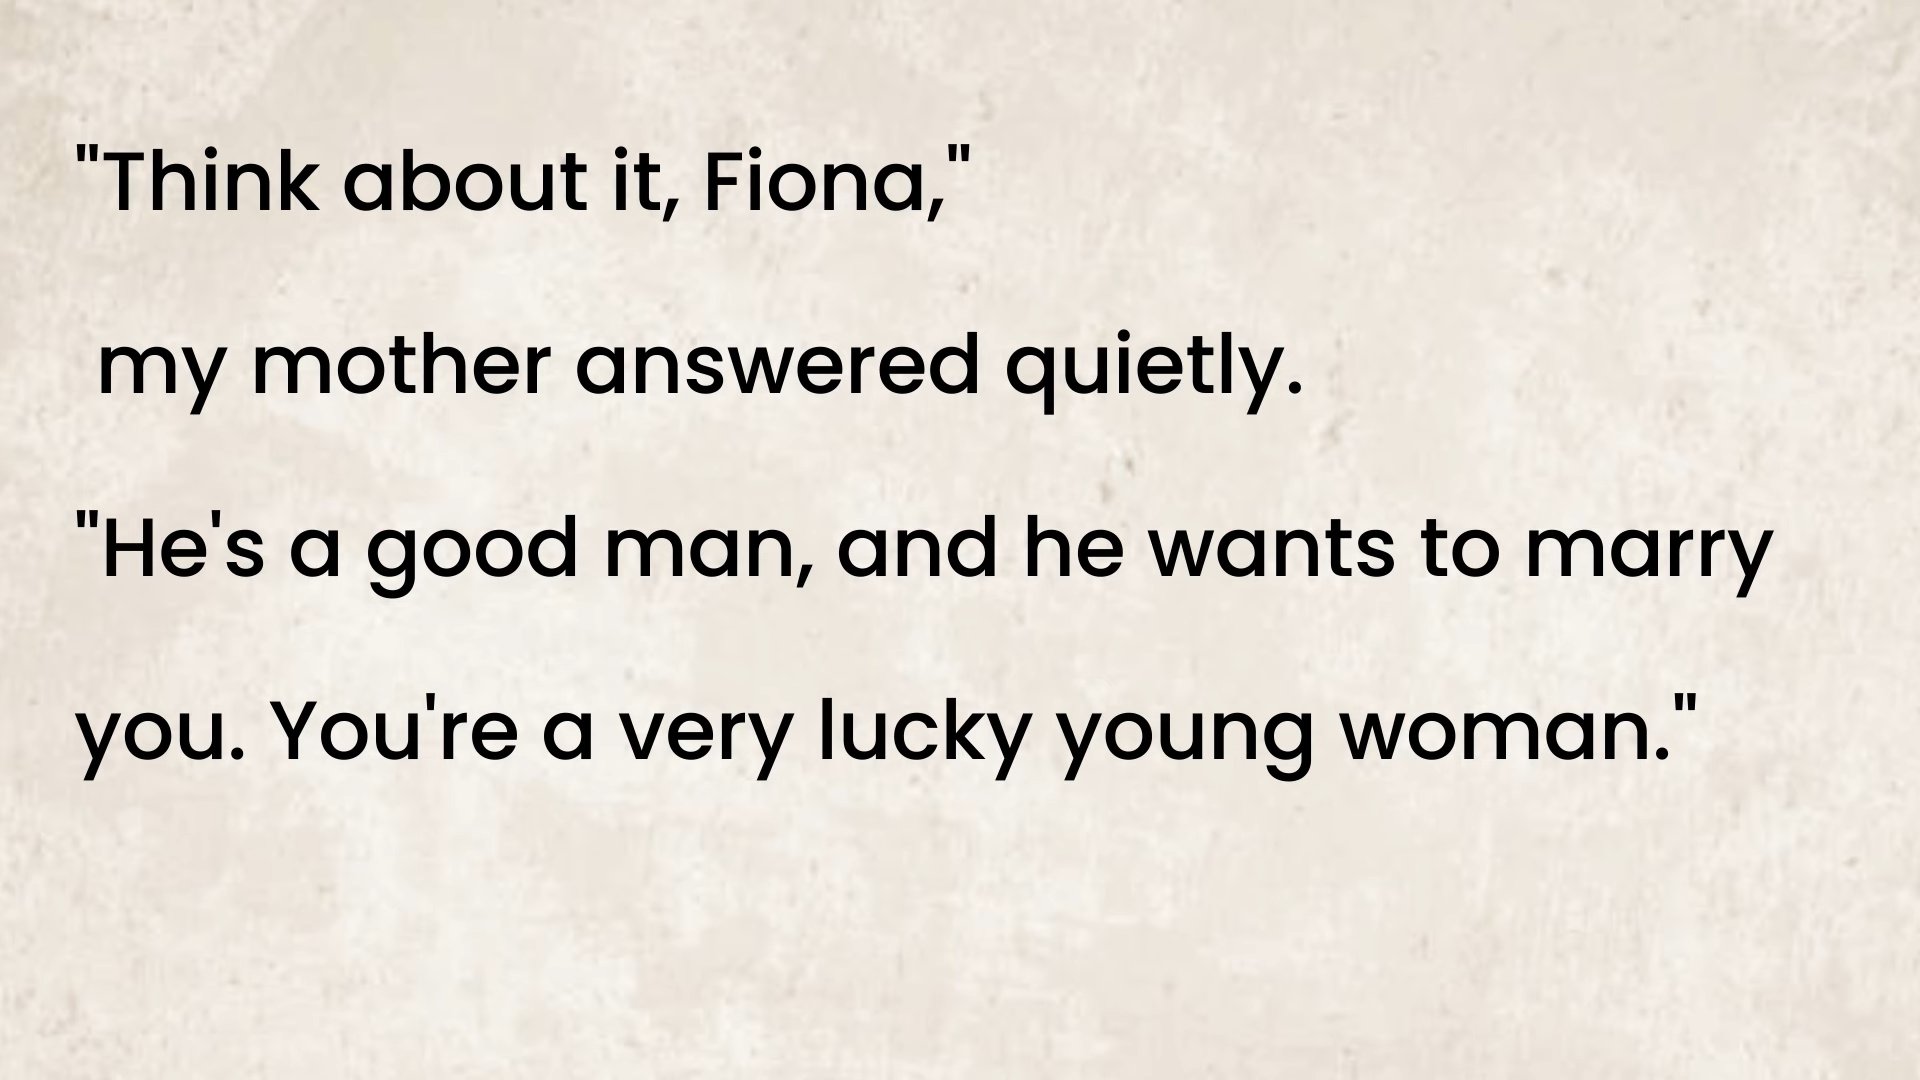 "Think about it, Fiona,"
my mother answered quietly.
"He's a good man, and he wants to marry
you. You're a very lucky young woman."